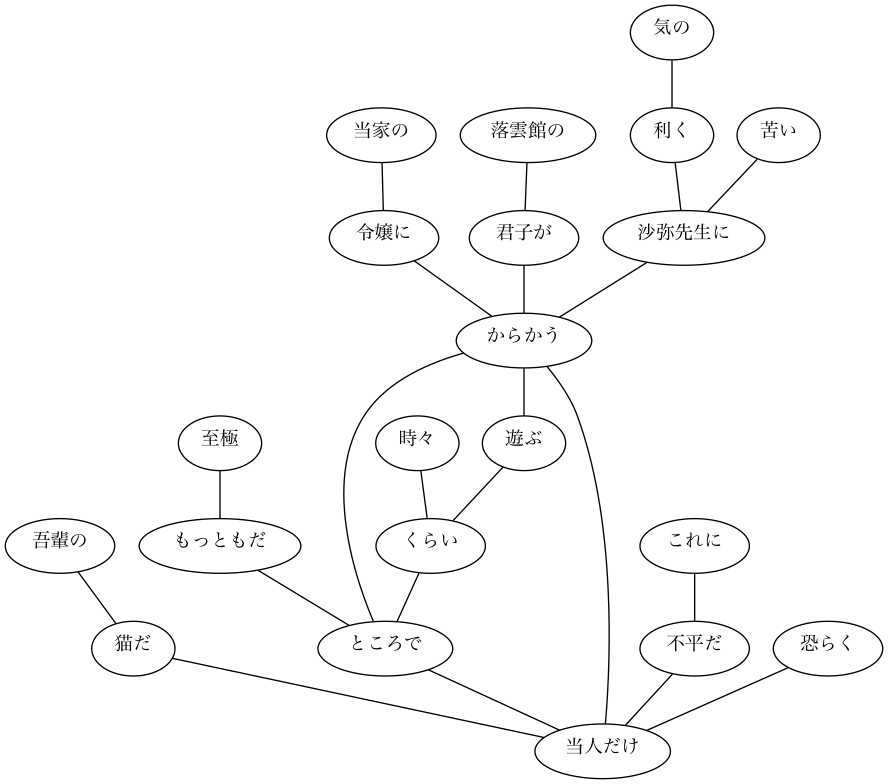 気の
当家の
落雲館の
利く
苦い
令嬢に
君子が
沙弥先生に
からかう
至極
時々
遊ぶ
吾輩の
もっともだ
くらい
これに
猫だ
ところで
不平だ
恐らく
当人だけ